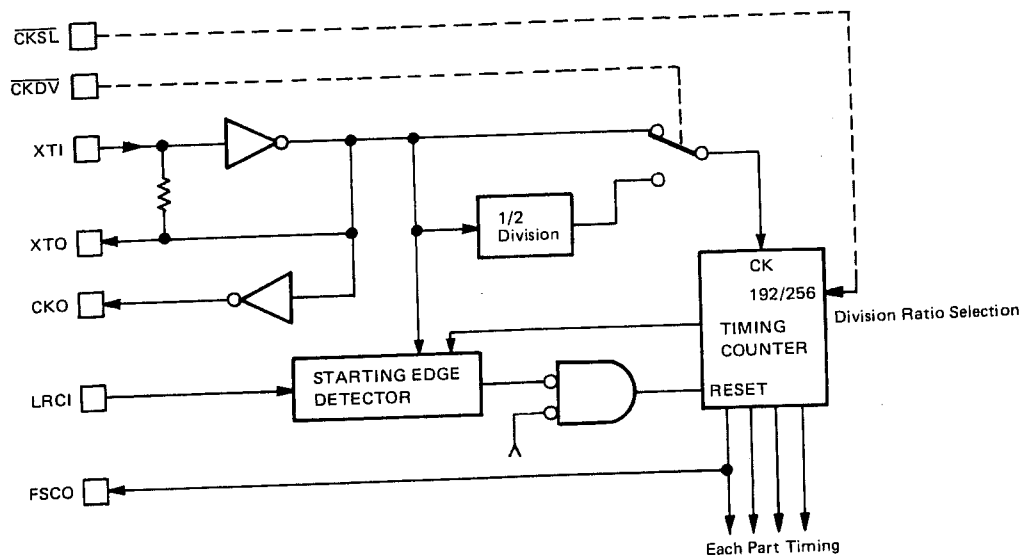 CKSL
CKDV
XTI
1/2
Division
XTO
CK
192/256
CKO
Division Ratio Selection
TIMING
COUNTER
STARTING EDGE
DETECTOR
LRCI
RESET
FSCO
Each Part Timing